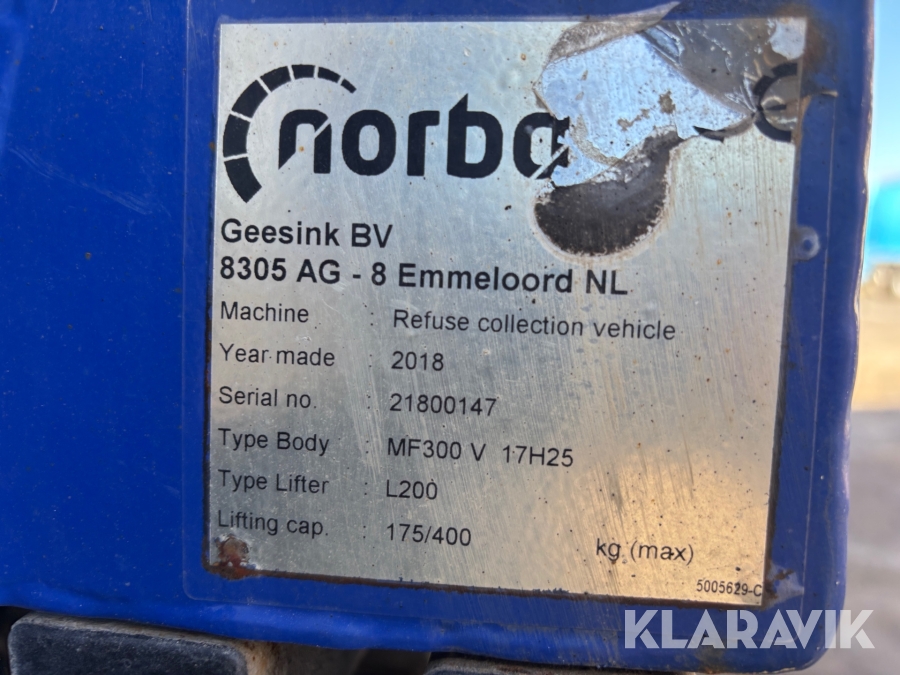 norba
Geesink BV
8305 AG - 8 Emmeloord NL
Machine : Refuse collection vehicle
Year made : 2018
Serial no. : 21800147
Type Body : MF300 V 17H25
Type Lifter : L200
Lifting cap. : 175/400 kg (max)
5005629-C
KLARAVIK